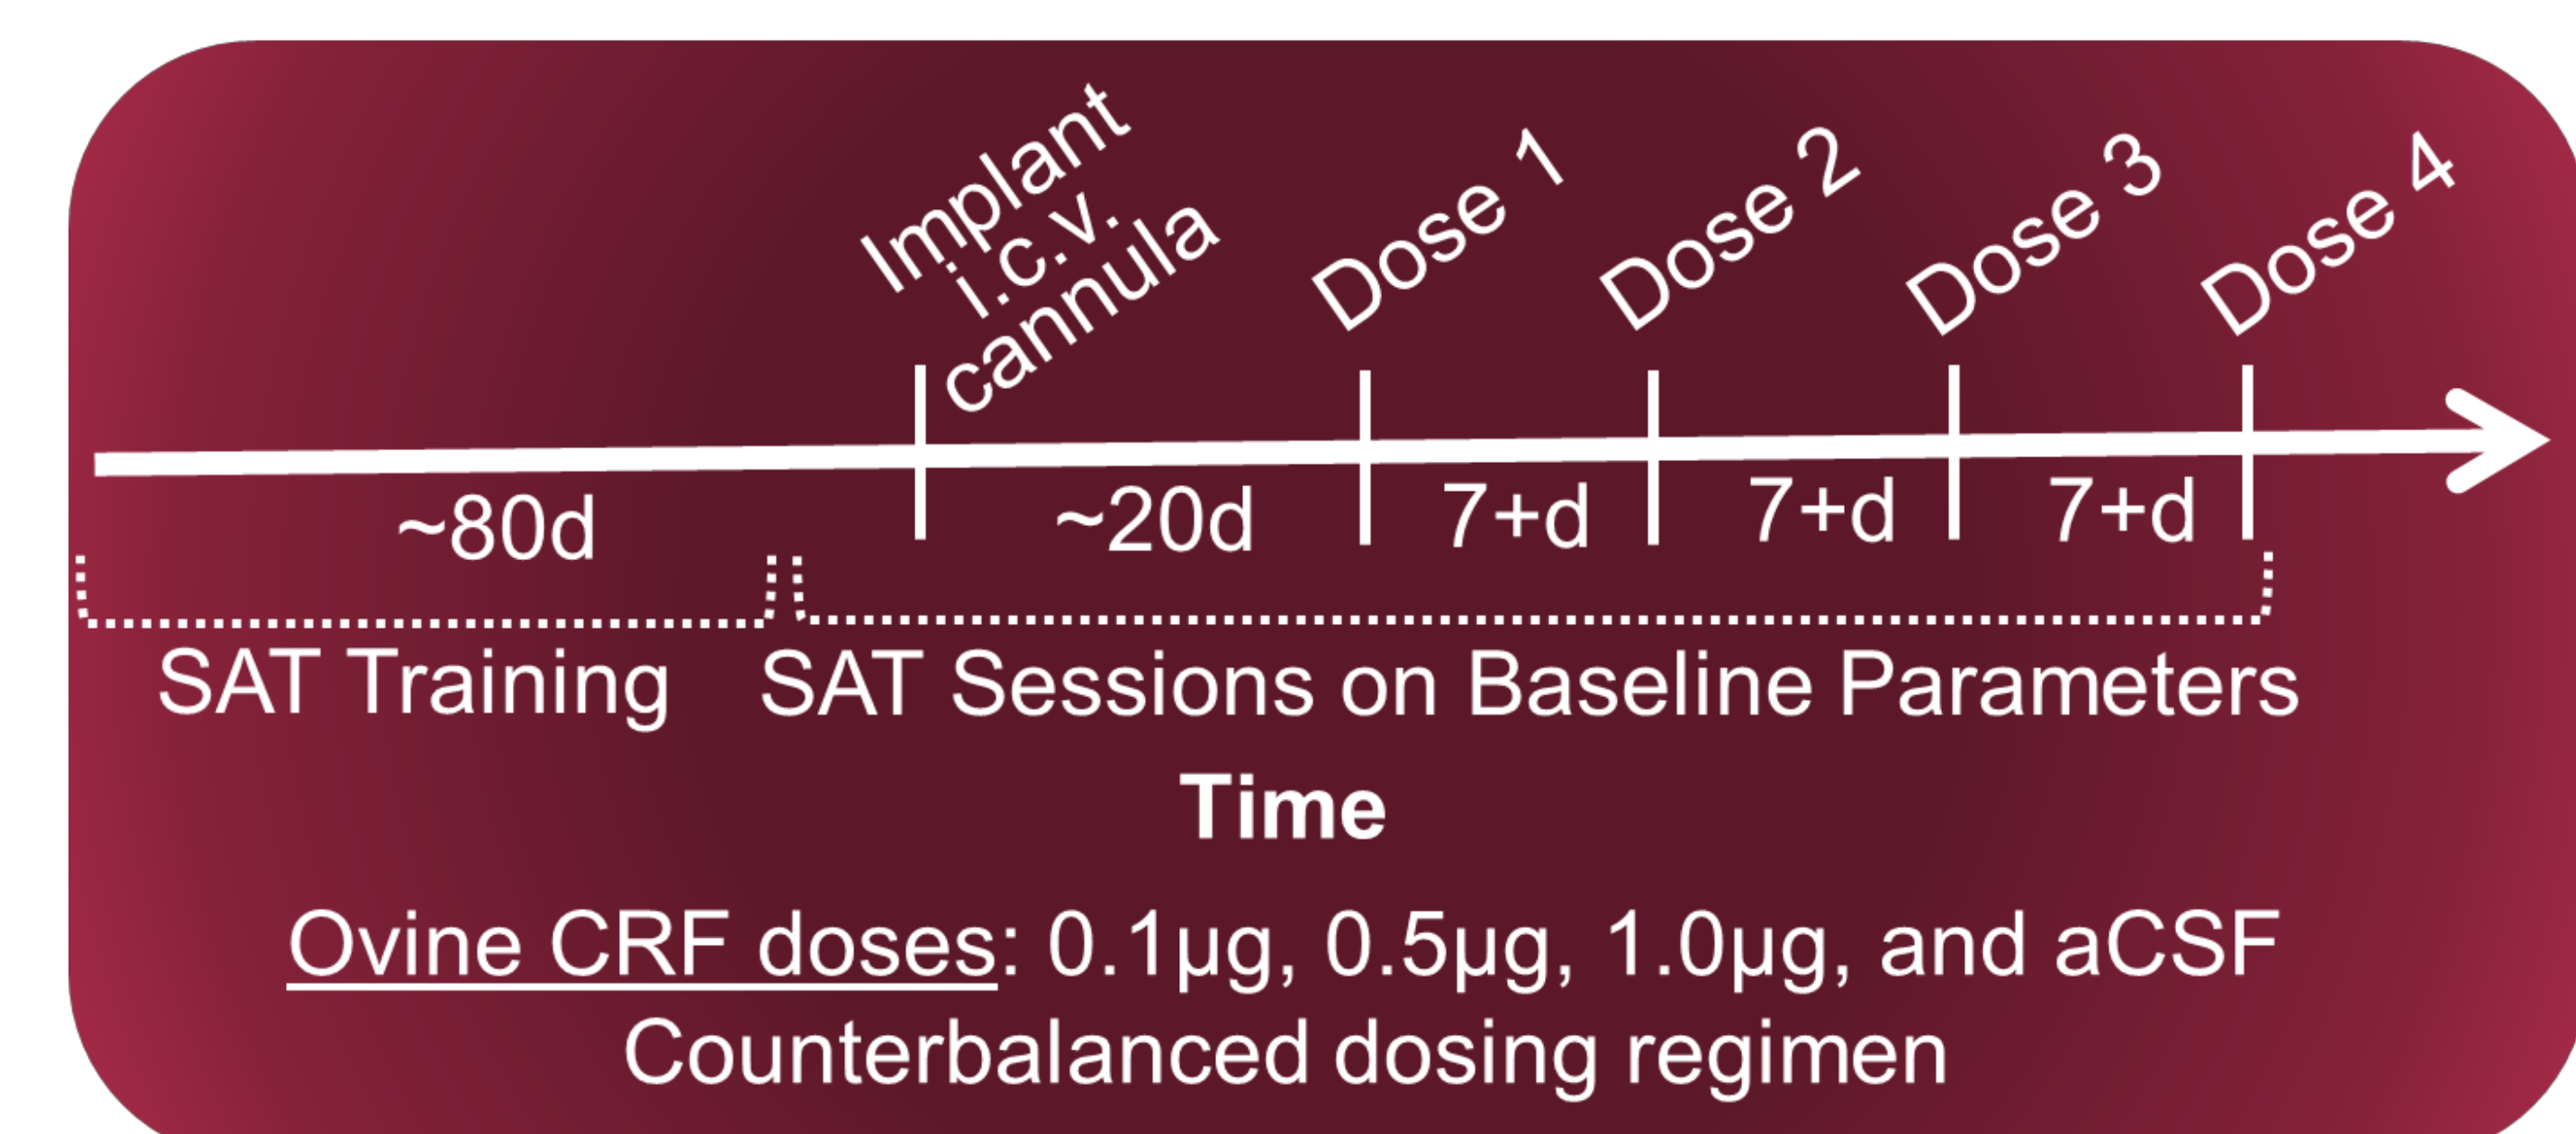 Implant
i.c.v.
cannula
Dose 1
Dose 2
Dose 3
Dose 4
~80d
~20d
7+d
7+d
7+d
SAT Training
SAT Sessions on Baseline Parameters
Time
Ovine CRF doses: 0.1µg, 0.5µg, 1.0µg, and aCSF
Counterbalanced dosing regimen